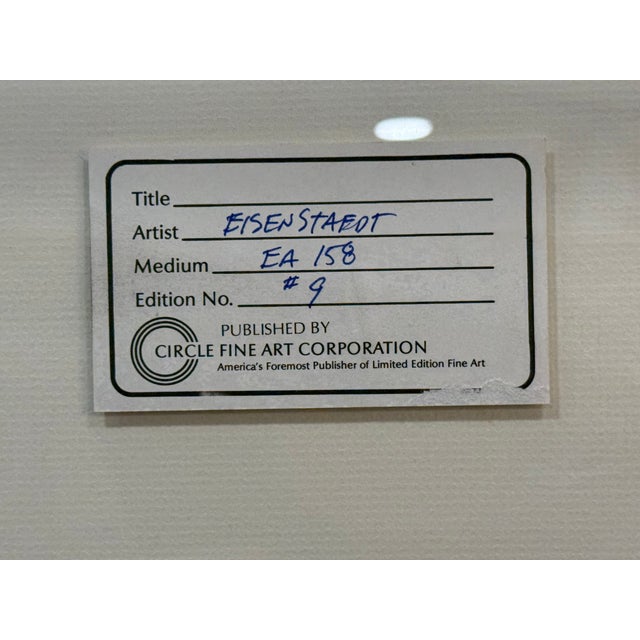 Title
Artist EISENSTAEDT
Medium EA 158
Edition No. #9
PUBLISHED BY
CIRCLE FINE ART CORPORATION
America's Foremost Publisher of Limited Edition Fine Art